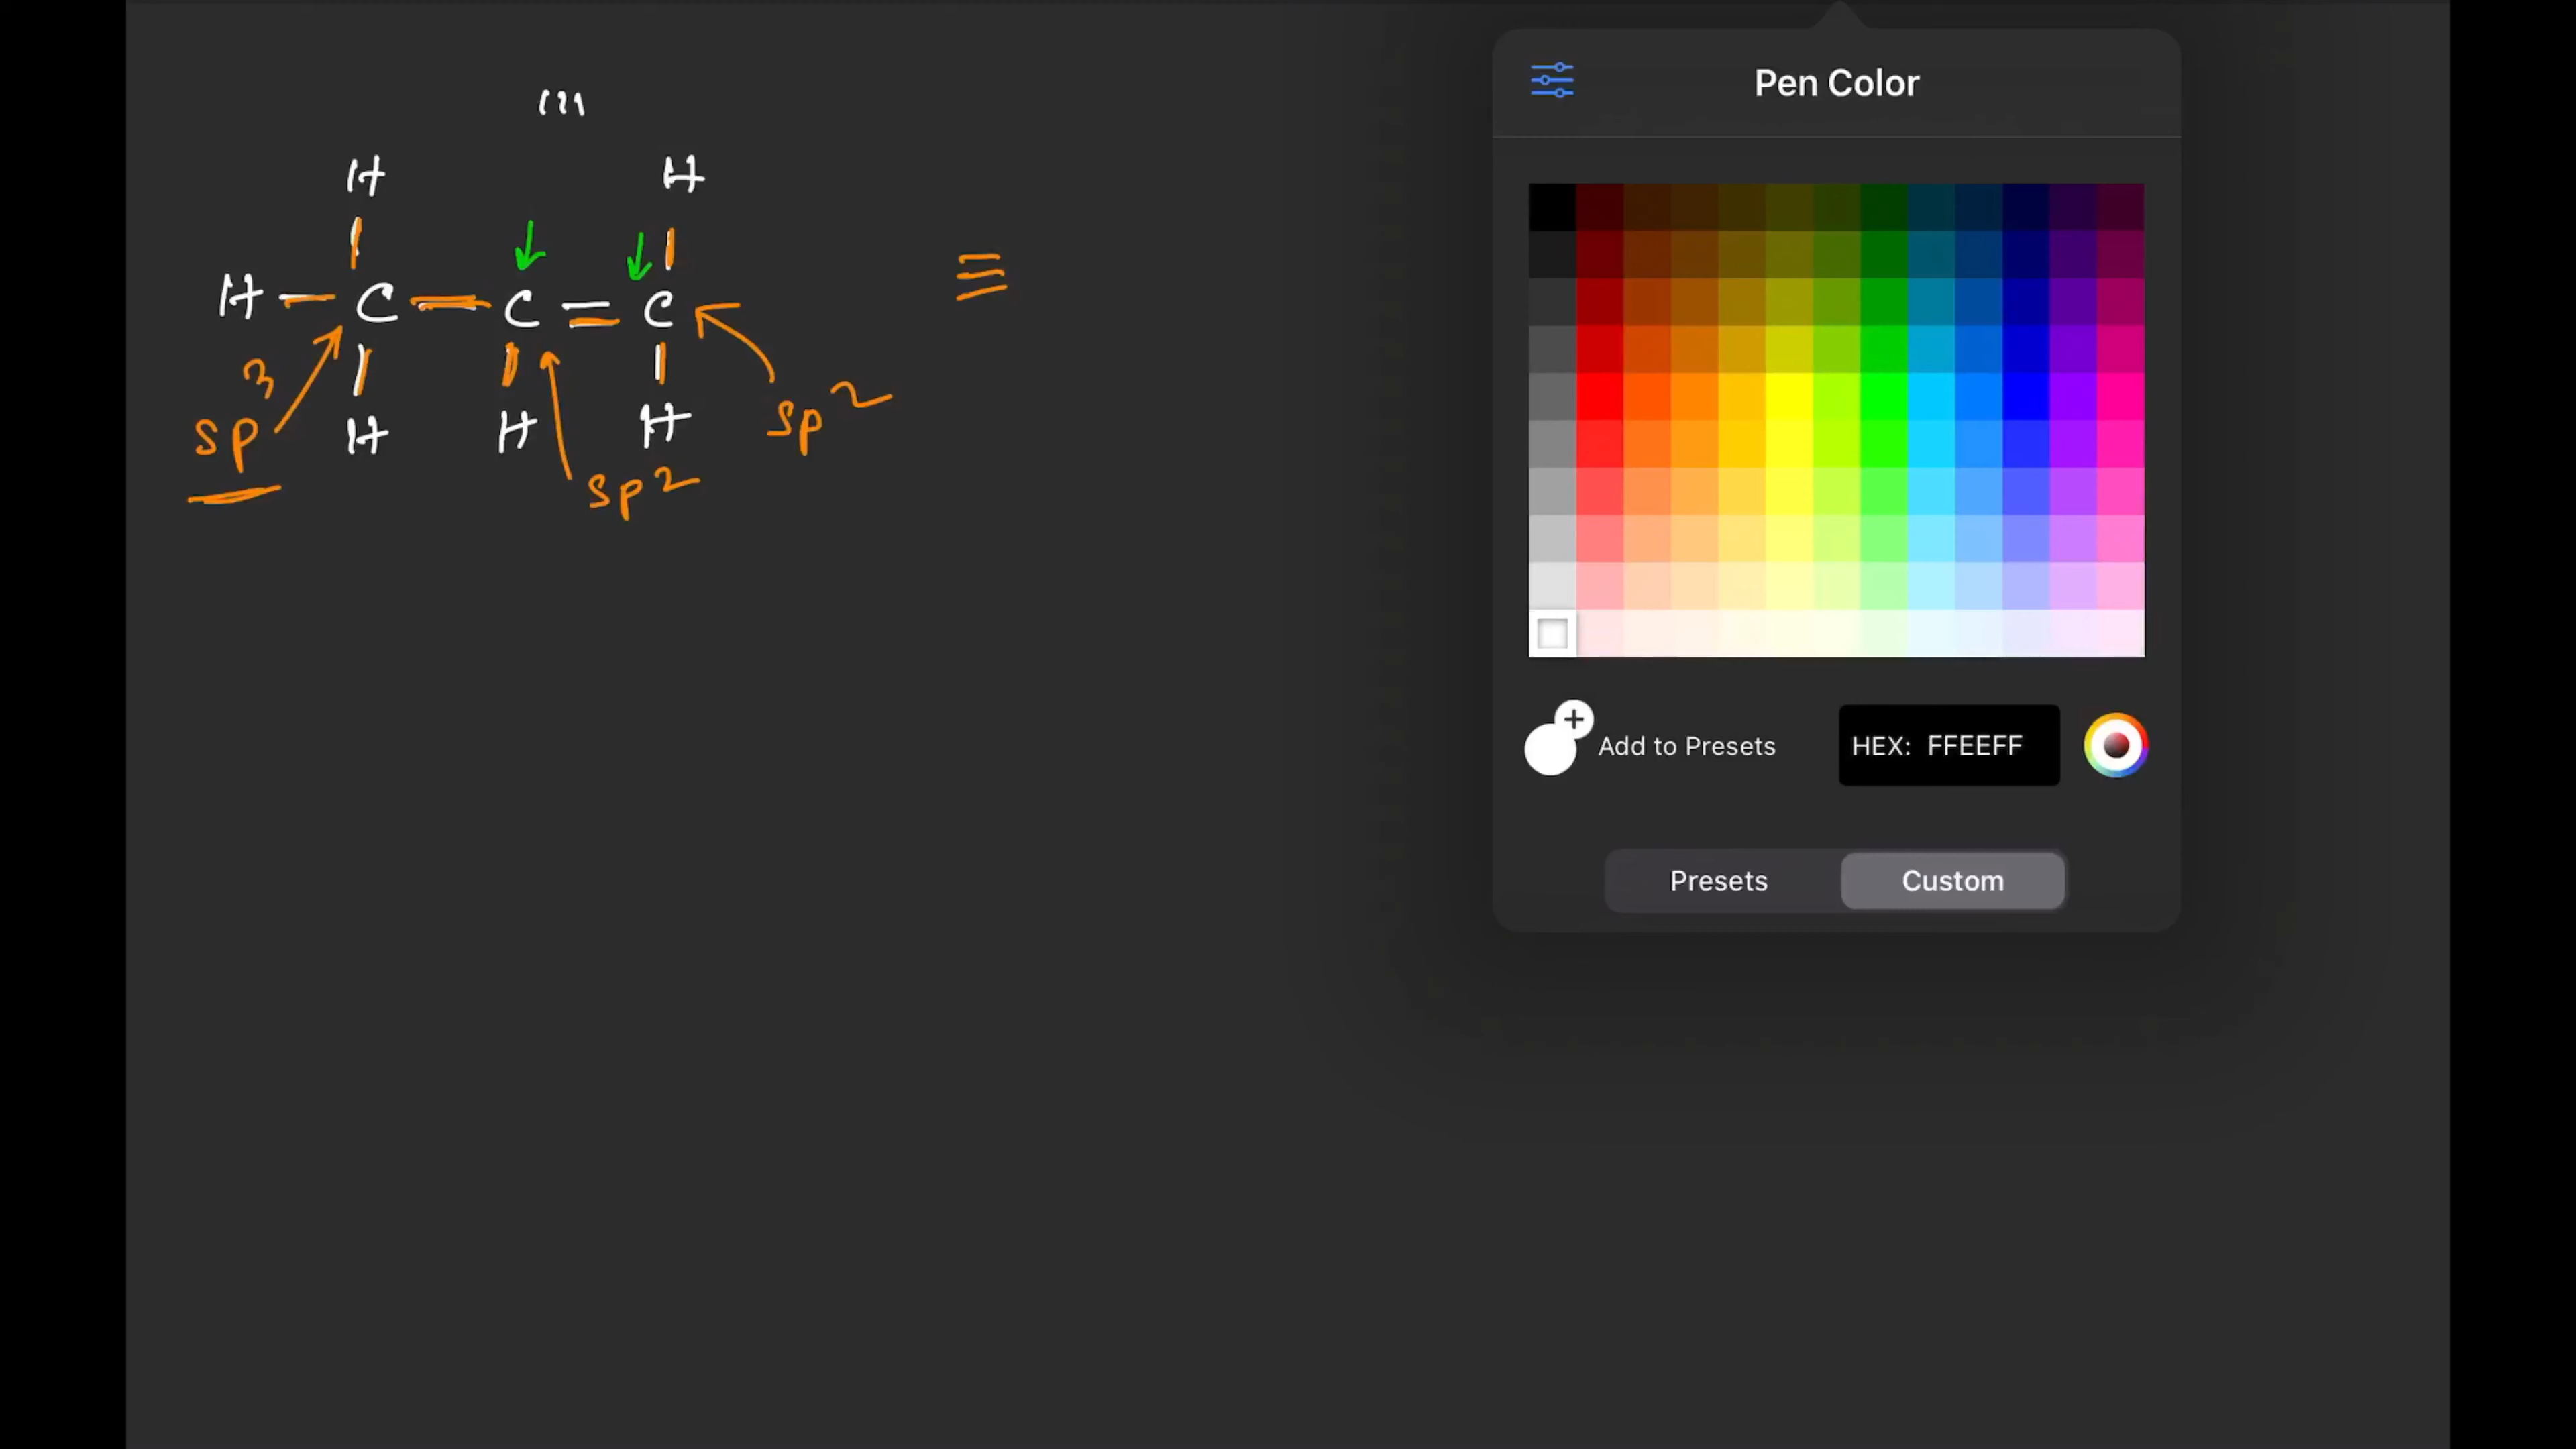 H H
H — C — C = C ≡
H H H
sp³ sp² sp²
Pen Color
Add to Presets
HEX: FFEEFF
Presets
Custom